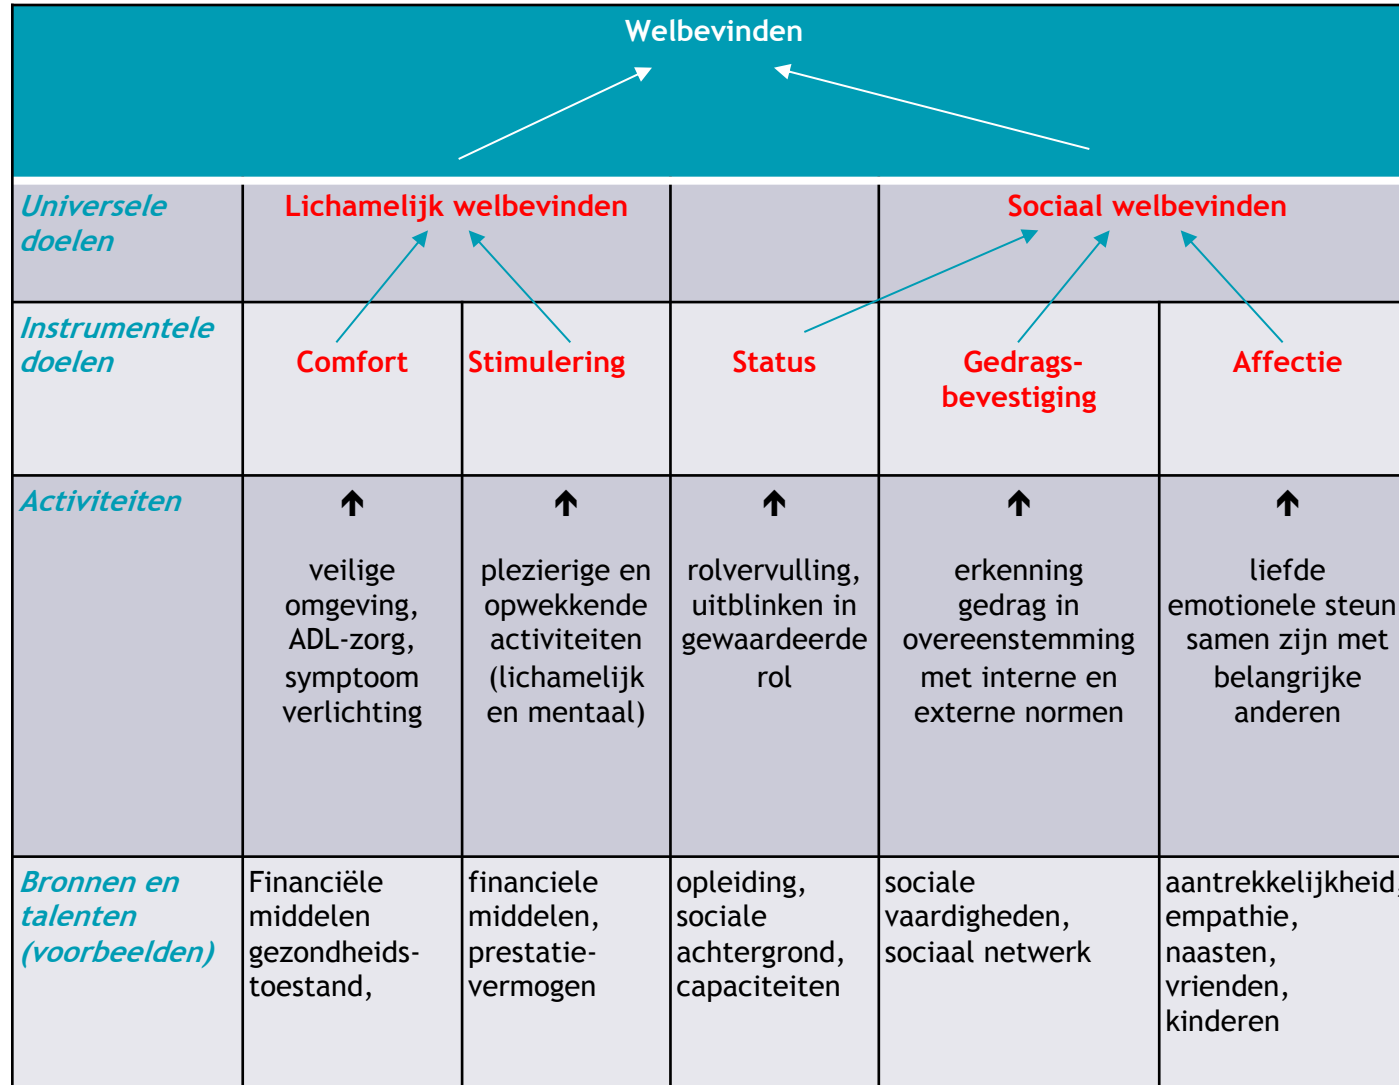 Welbevinden
Universele
doelen
Lichamelijk welbevinden
Sociaal welbevinden
Instrumentele
doelen
Comfort
Stimulering
Status
Gedrags-
bevestiging
Affectie
Activiteiten
veilige
omgeving,
ADL-zorg,
symptoom
verlichting
plezierige en
opwekkende
activiteiten
(lichamelijk
en mentaal)
rolvervulling,
uitblinken in
gewaardeerde
rol
erkenning
gedrag in
overeenstemming
met interne en
externe normen
liefde
emotionele steun
samen zijn met
belangrijke
anderen
Bronnen en
talenten
(voorbeelden)
Financiële
middelen
gezondheids-
toestand,
financiele
middelen,
prestatie-
vermogen
opleiding,
sociale
achtergrond,
capaciteiten
sociale
vaardigheden,
sociaal netwerk
aantrekkelijkheid,
empathie,
naasten,
vrienden,
kinderen